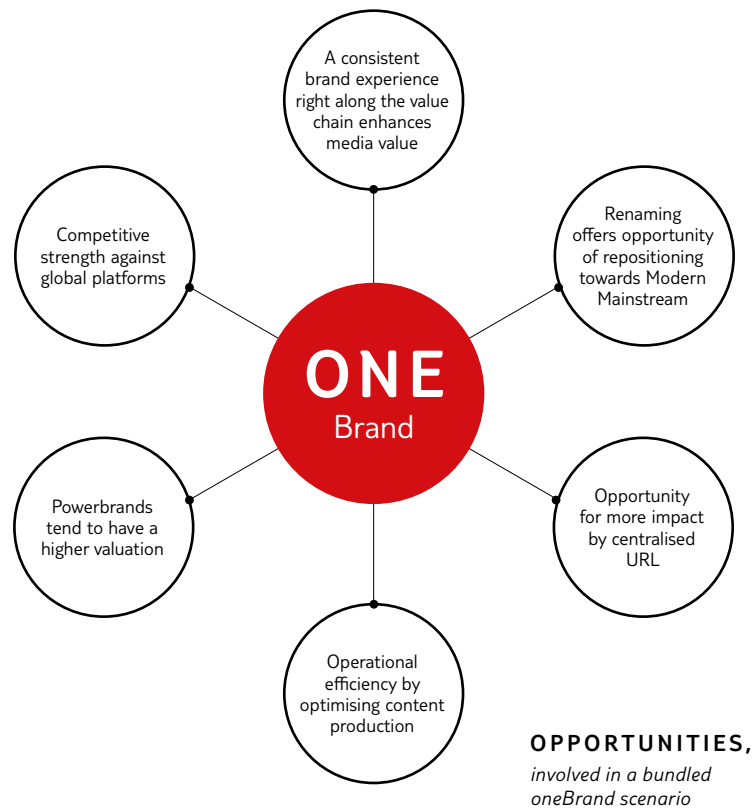 A consistent
brand experience
right along the value
chain enhances
media value
Renaming
offers opportunity
of repositioning
towards Modern
Mainstream
Opportunity
for more impact
by centralised
URL
Operational
efficiency by
optimising content
production
Powerbrands
tend to have a
higher valuation
Competitive
strength against
global platforms
ONE
Brand
OPPORTUNITIES,
involved in a bundled
oneBrand scenario